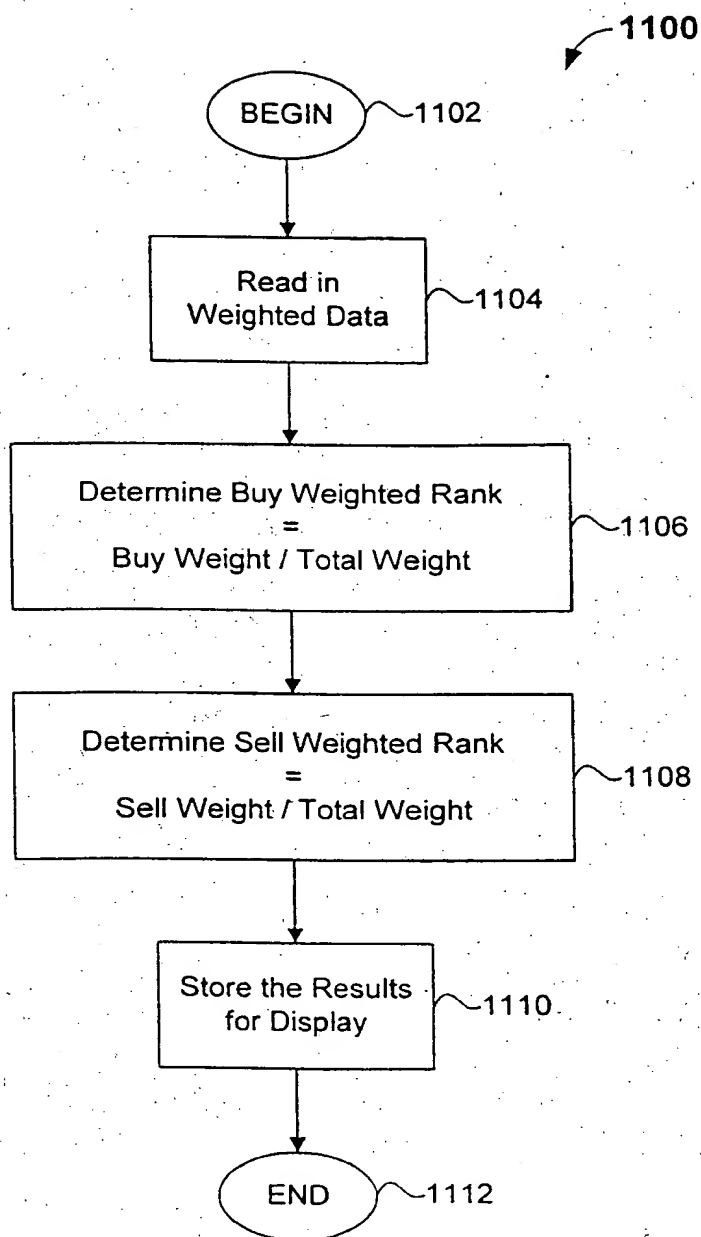 1100
BEGIN
1102
Read in
Weighted Data
1104
Determine Buy Weighted Rank
=
Buy Weight / Total Weight
1106
Determine Sell Weighted Rank
=
Sell Weight / Total Weight
1108
Store the Results
for Display
1110
END
1112